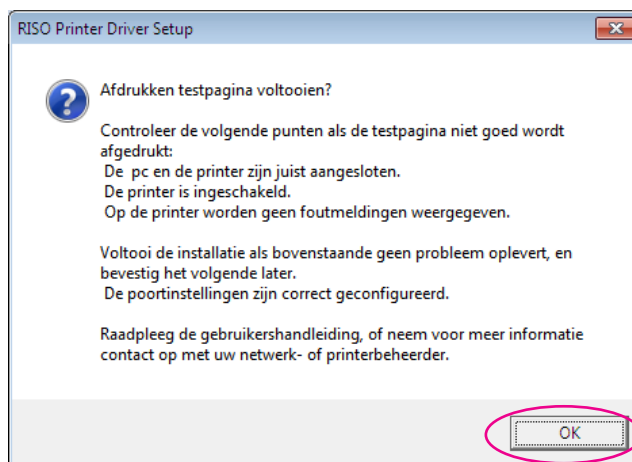 RISO Printer Driver Setup
Afdrukken testpagina voltooien?
Controleer de volgende punten als de testpagina niet goed wordt
afgedrukt:
De pc en de printer zijn juist aangesloten.
De printer is ingeschakeld.
Op de printer worden geen foutmeldingen weergegeven.
Voltooi de installatie als bovenstaande geen probleem oplevert, en
bevestig het volgende later.
De poortinstellingen zijn correct geconfigureerd.
Raadpleeg de gebruikershandleiding, of neem voor meer informatie
contact op met uw netwerk- of printerbeheerder.
OK